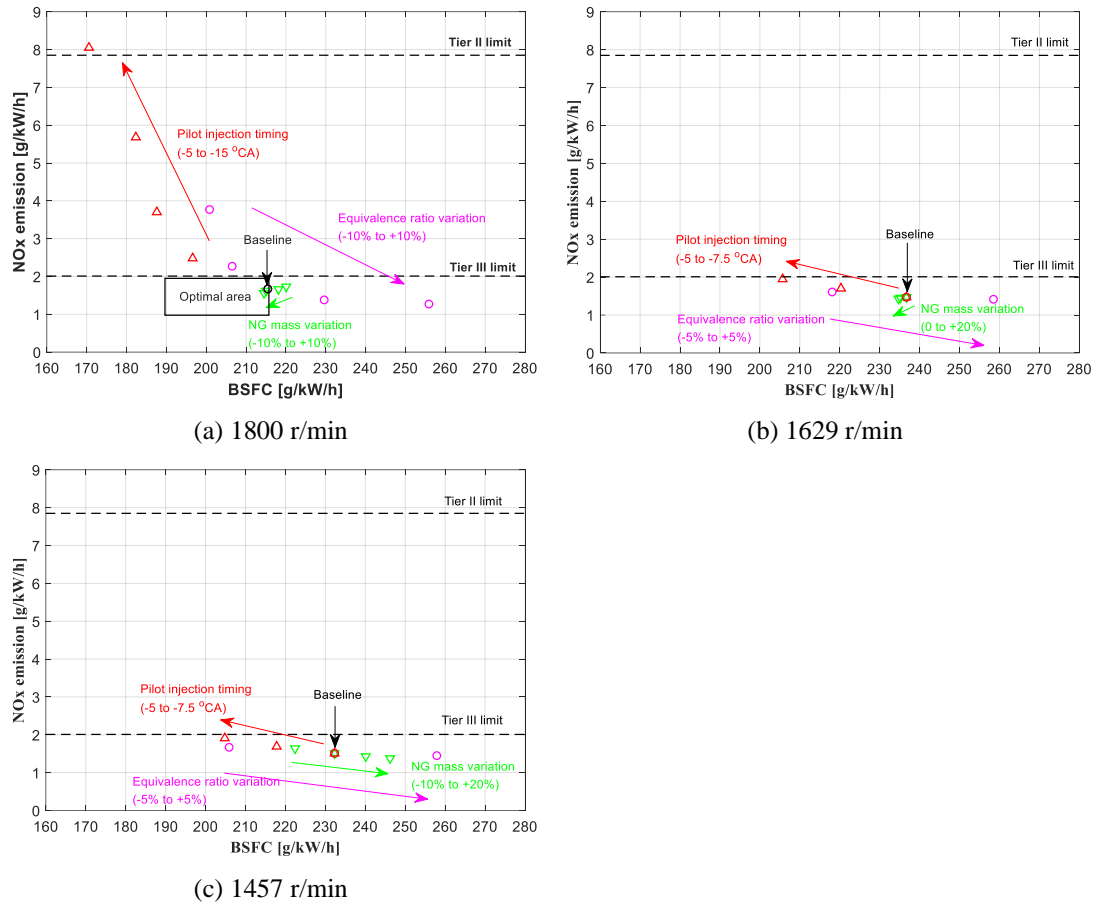 9
8
7
6
5
4
3
2
1
0
NOx emission [g/kW/h]
Tier II limit
Pilot injection timing
(-5 to -15 °CA)
Equivalence ratio variation
(-10% to +10%)
Baseline
Tier III limit
Optimal area
NG mass variation
(-10% to +10%)
160 170 180 190 200 210 220 230 240 250 260 270 280
BSFC [g/kW/h]
(a) 1800 r/min
9
8
7
6
5
4
3
2
1
0
NOx emission [g/kW/h]
Tier II limit
Pilot injection timing
(-5 to -7.5 °CA)
Baseline
Tier III limit
NG mass variation
(0 to +20%)
Equivalence ratio variation
(-5% to +5%)
160 170 180 190 200 210 220 230 240 250 260 270 280
BSFC [g/kW/h]
(b) 1629 r/min
9
8
7
6
5
4
3
2
1
0
NOx emission [g/kW/h]
Tier II limit
Pilot injection timing
(-5 to -7.5 °CA)
Baseline
Tier III limit
NG mass variation
(-10% to +20%)
Equivalence ratio variation
(-5% to +5%)
160 170 180 190 200 210 220 230 240 250 260 270 280
BSFC [g/kW/h]
(c) 1457 r/min